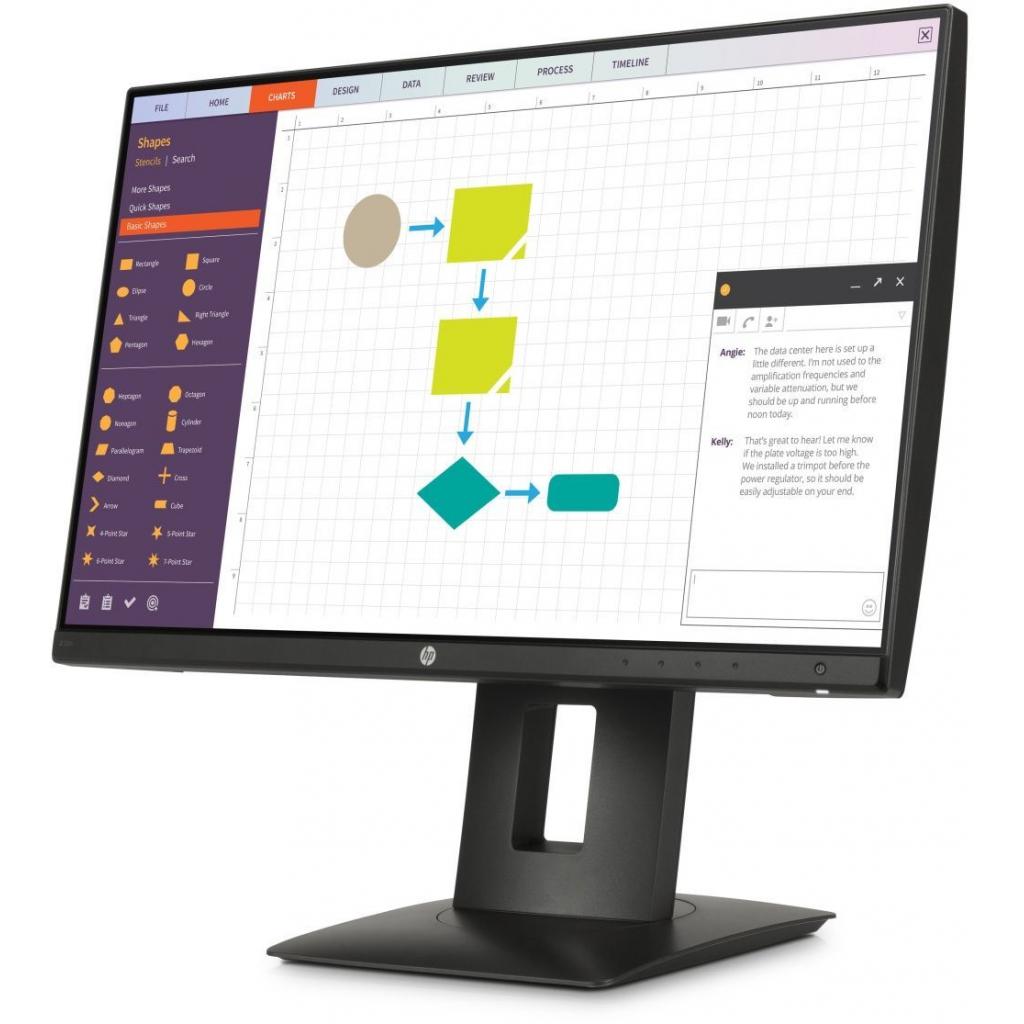 FILE
HOME
CHARTS
DESIGN
DATA
REVIEW
PROCESS
TIMELINE
Shapes
Stencils | Search
More Shapes
Quick Shapes
Basic Shapes
Rectangle
Square
Elipse
Circle
Triangle
Right Triangle
Pentagon
Hexagon
Heptagon
Octagon
Nonagon
Cylinder
Parallelogram
Trapezoid
Diamond
Cross
Arrow
Cube
4-Point Star
5-Point Star
6-Point Star
7-Point Star
1 2 3 4 5 6 7 8 9 10 11 12
1
2
3
4
5
6
7
8
9
Angie: The data center here is set up a
little different. I'm not used to the
amplification frequencies and
variable attenuation, but we
should be up and running before
noon today.
Kelly: That's great to hear! Let me know
if the plate voltage is too high.
We installed a trimpot before the
power regulator, so it should be
easily adjustable on your end.
hp